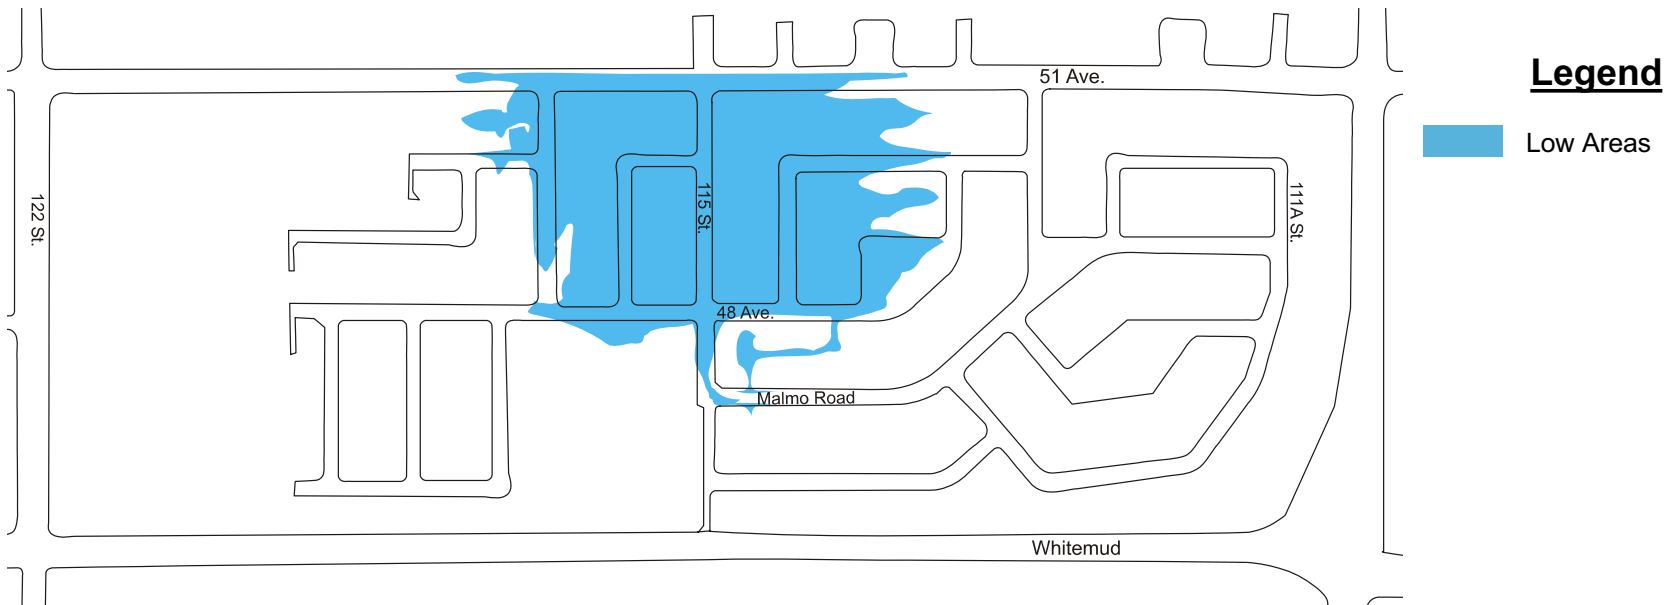 51 Ave.
Legend
Low Areas
122 St.
115 St.
111A St.
48 Ave.
Malmo Road
Whitemud